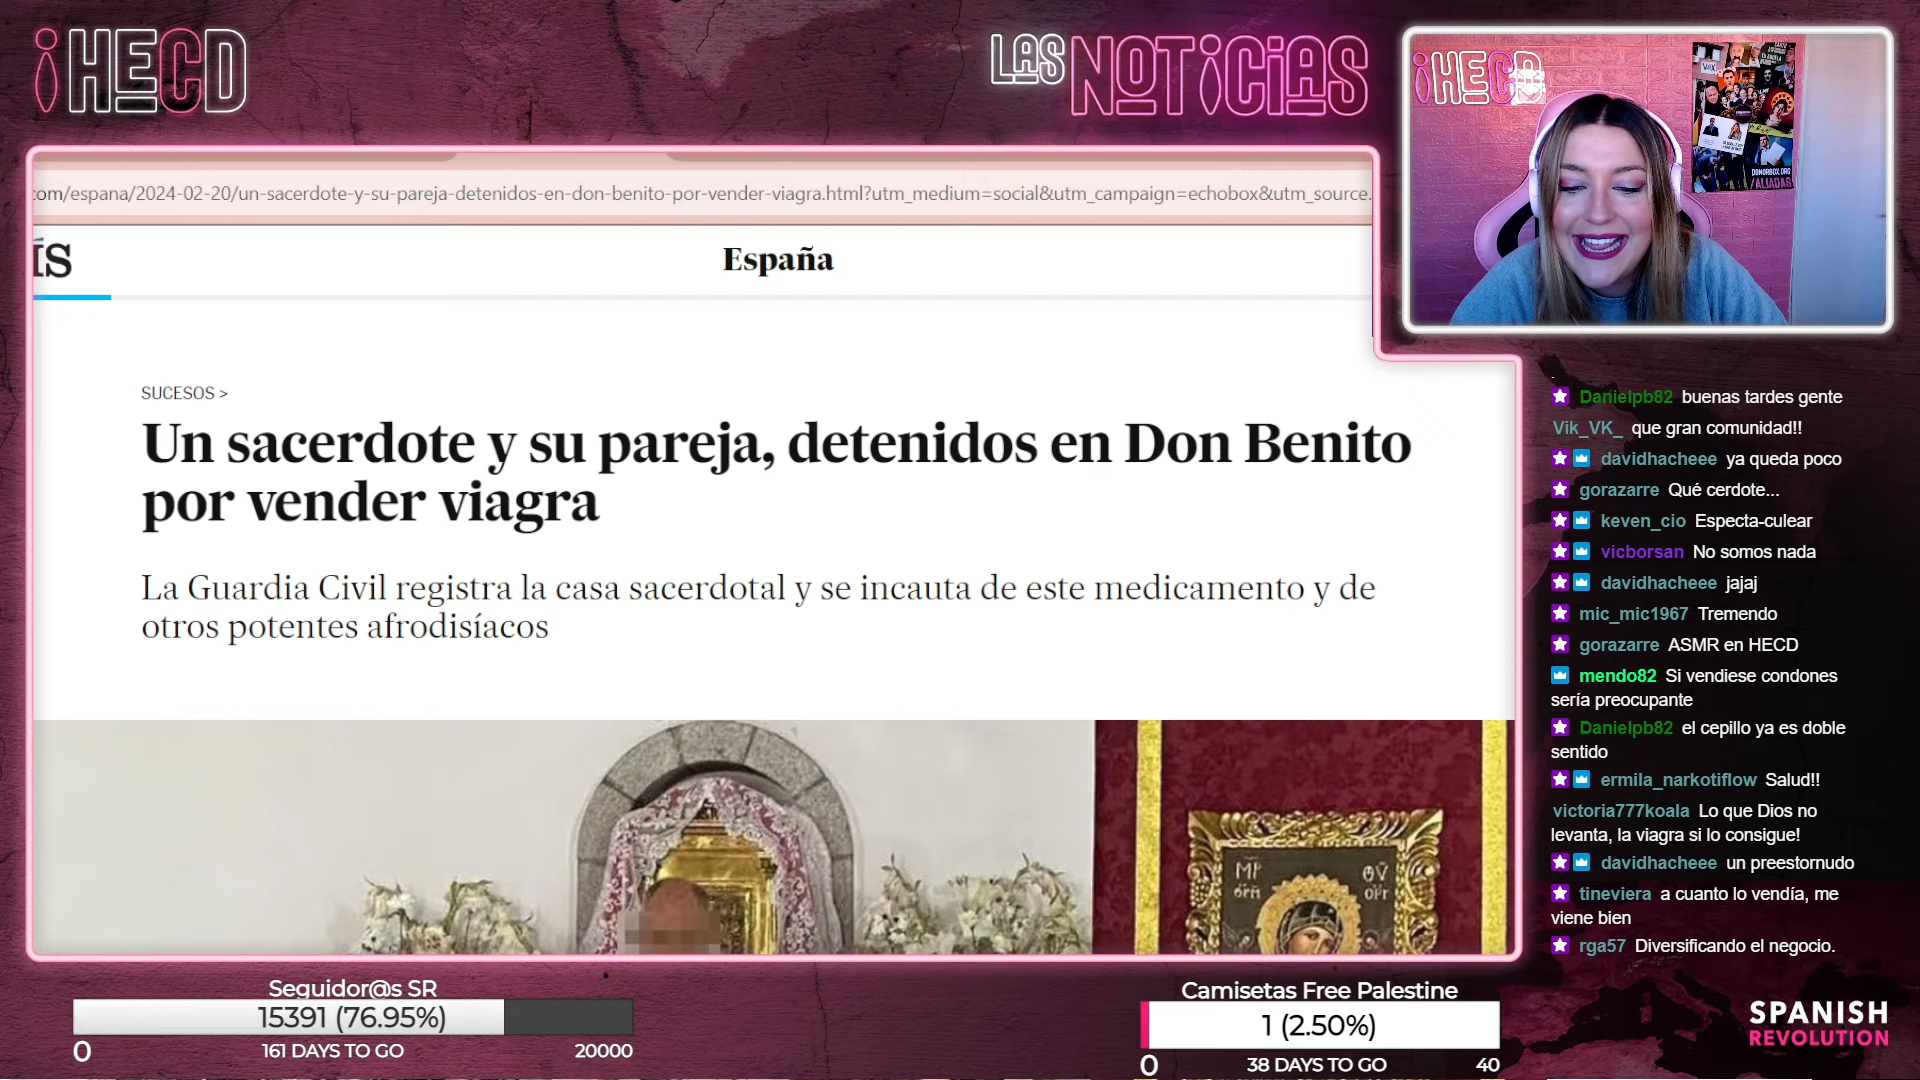 ¡HECD
LAS NOTICIAS
¡HECD
DONORBOX.ORG
/ALIADAS
com/espana/2024-02-20/un-sacerdote-y-su-pareja-detenidos-en-don-benito-por-vender-viagra.html?utm_medium=social&utm_campaign=echobox&utm_source.
ÍS
España
SUCESOS >
Un sacerdote y su pareja, detenidos en Don Benito
por vender viagra
La Guardia Civil registra la casa sacerdotal y se incauta de este medicamento y de
otros potentes afrodisíacos
Danielpb82 buenas tardes gente
Vik_VK_ que gran comunidad!!
davidhacheee ya queda poco
gorazarre Qué cerdote...
keven_cio Especta-culear
vicborsan No somos nada
davidhacheee jajaj
mic_mic1967 Tremendo
gorazarre ASMR en HECD
mendo82 Si vendiese condones
sería preocupante
Danielpb82 el cepillo ya es doble
sentido
ermila_narkotiflow Salud!!
victoria777koala Lo que Dios no
levanta, la viagra si lo consigue!
davidhacheee un preestornudo
tineviera a cuanto lo vendía, me
viene bien
rga57 Diversificando el negocio.
Seguidor@s SR
15391 (76.95%)
0 161 DAYS TO GO 20000
Camisetas Free Palestine
1 (2.50%)
0 38 DAYS TO GO 40
SPANISH
REVOLUTION